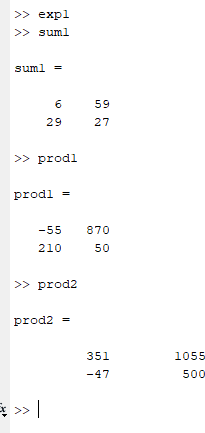 >> exp1
>> sum1
sum1 =
6 59
29 27
>> prod1
prod1 =
-55 870
210 50
>> prod2
prod2 =
351 1055
-47 500
>>